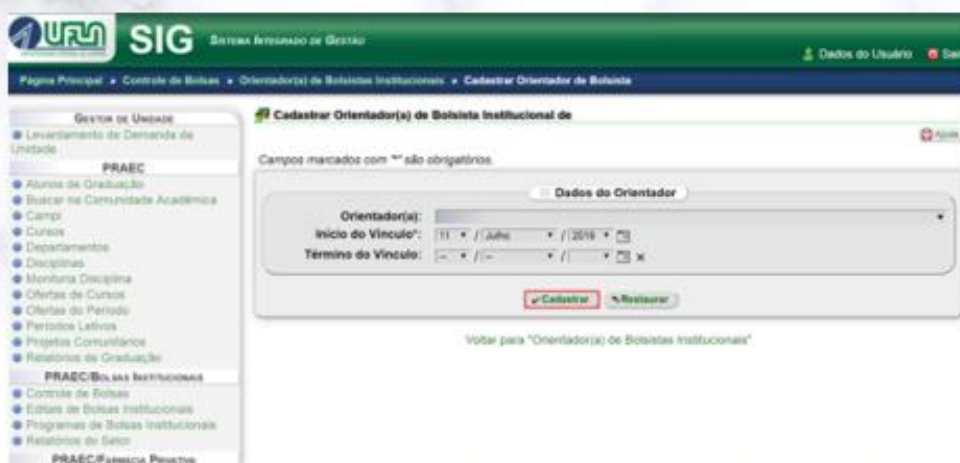 UFLA
SIG SISTEMA INTEGRADO DE GESTÃO
Dados do Usuário Sair
Página Principal » Controle de Bolsas » Orientador(a) de Bolsistas Institucionais » Cadastrar Orientador de Bolsista
GESTOR DE UNIDADE
Levantamento de Demanda da Unidade
PRAEC
Alunos de Graduação
Buscar na Comunidade Acadêmica
Campi
Cursos
Departamentos
Disciplinas
Monitoria Disciplina
Ofertas de Cursos
Ofertas do Período
Períodos Letivos
Projetos Comunitários
Relatórios de Graduação
PRAEC/BOLSAS INSTITUCIONAIS
Controle de Bolsas
Editais de Bolsas Institucionais
Programas de Bolsas Institucionais
Relatórios do Setor
PRAEC/FARMÁCIA
Cadastrar Orientador(a) de Bolsista Institucional de
Ajuda
Campos marcados com "*" são obrigatórios.
Dados do Orientador
Orientador(a):
Início do Vínculo*: 11 / Julho / 2016
Término do Vínculo: -- / -- /
Cadastrar Restaurar
Voltar para "Orientador(a) de Bolsistas Institucionais"